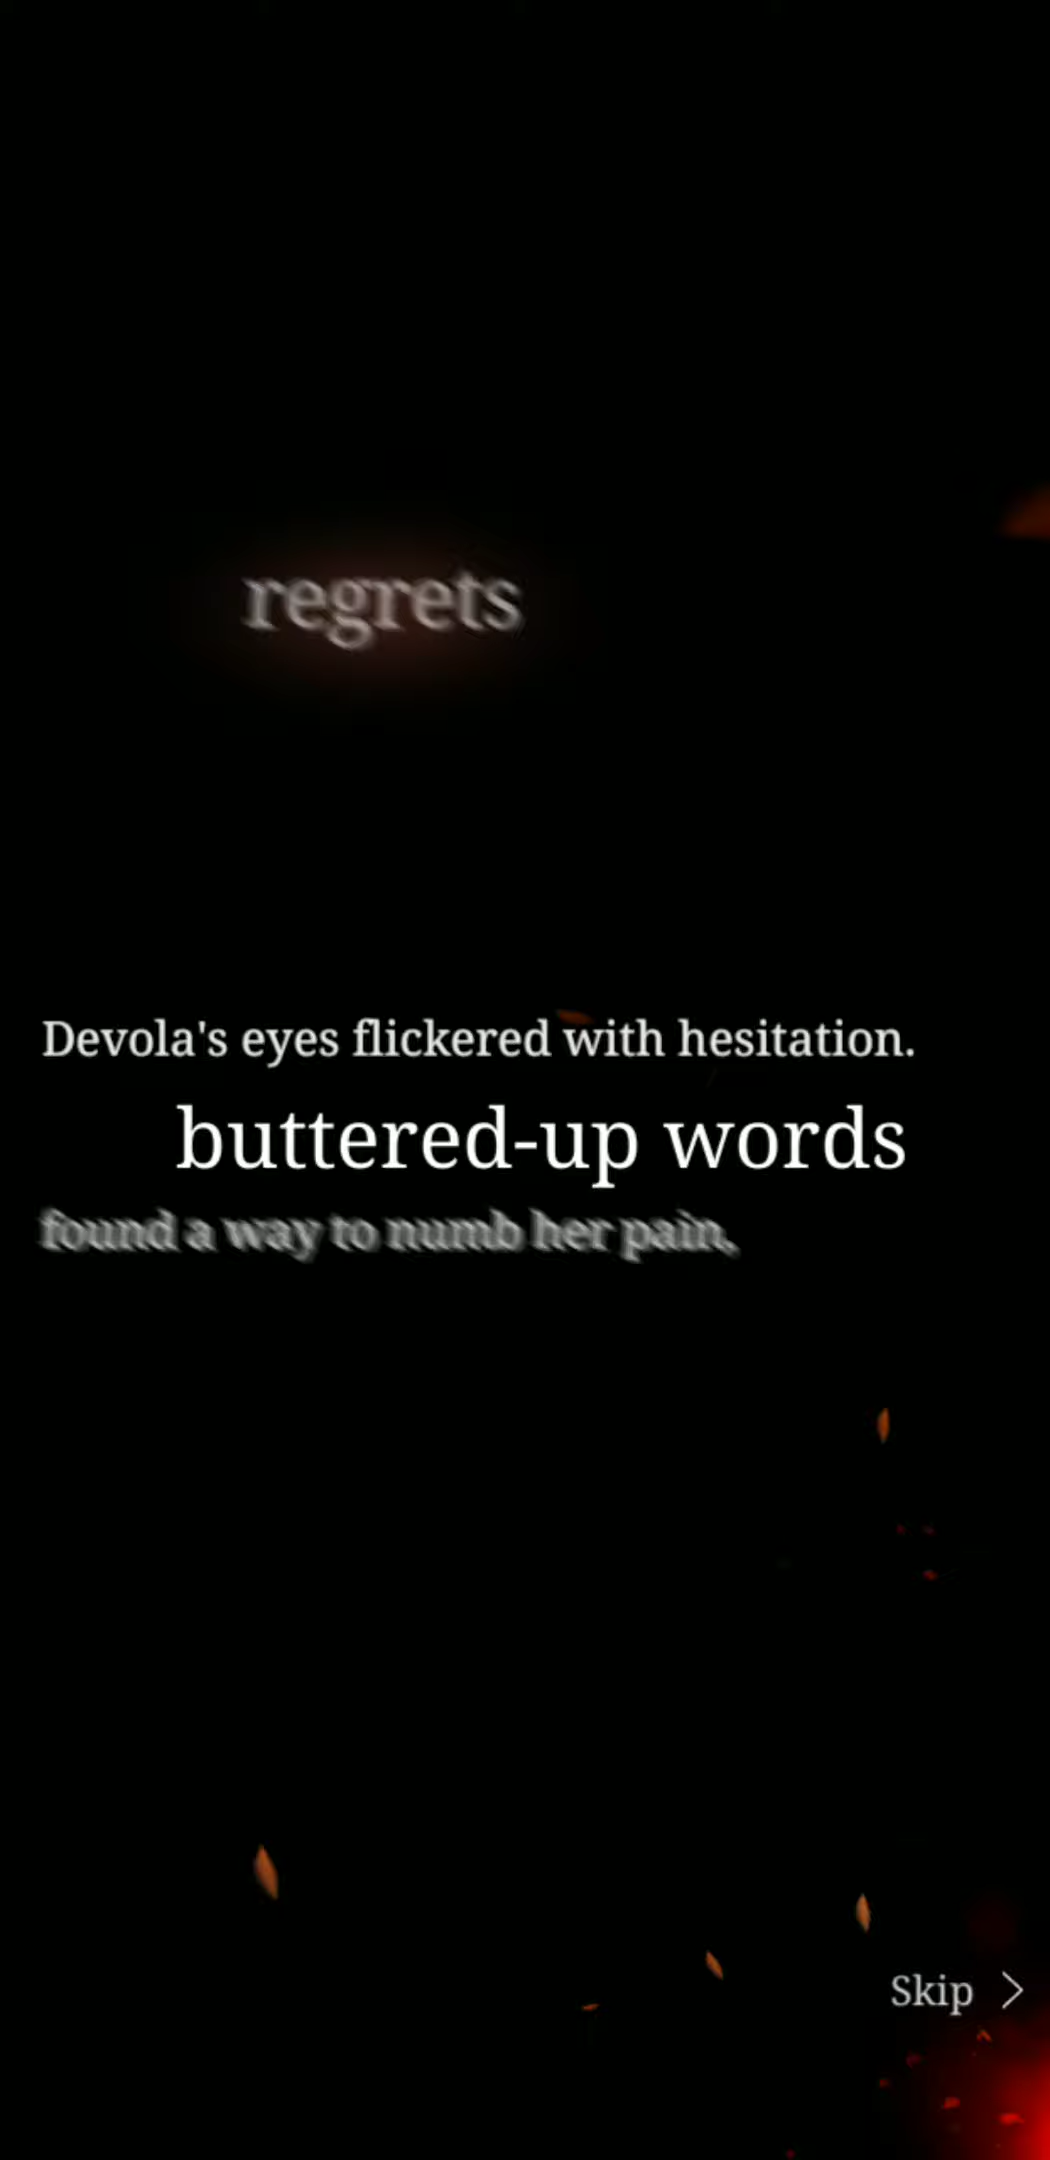 regrets
Devola's eyes flickered with hesitation.
buttered-up words
found a way to numb her pain,
Skip